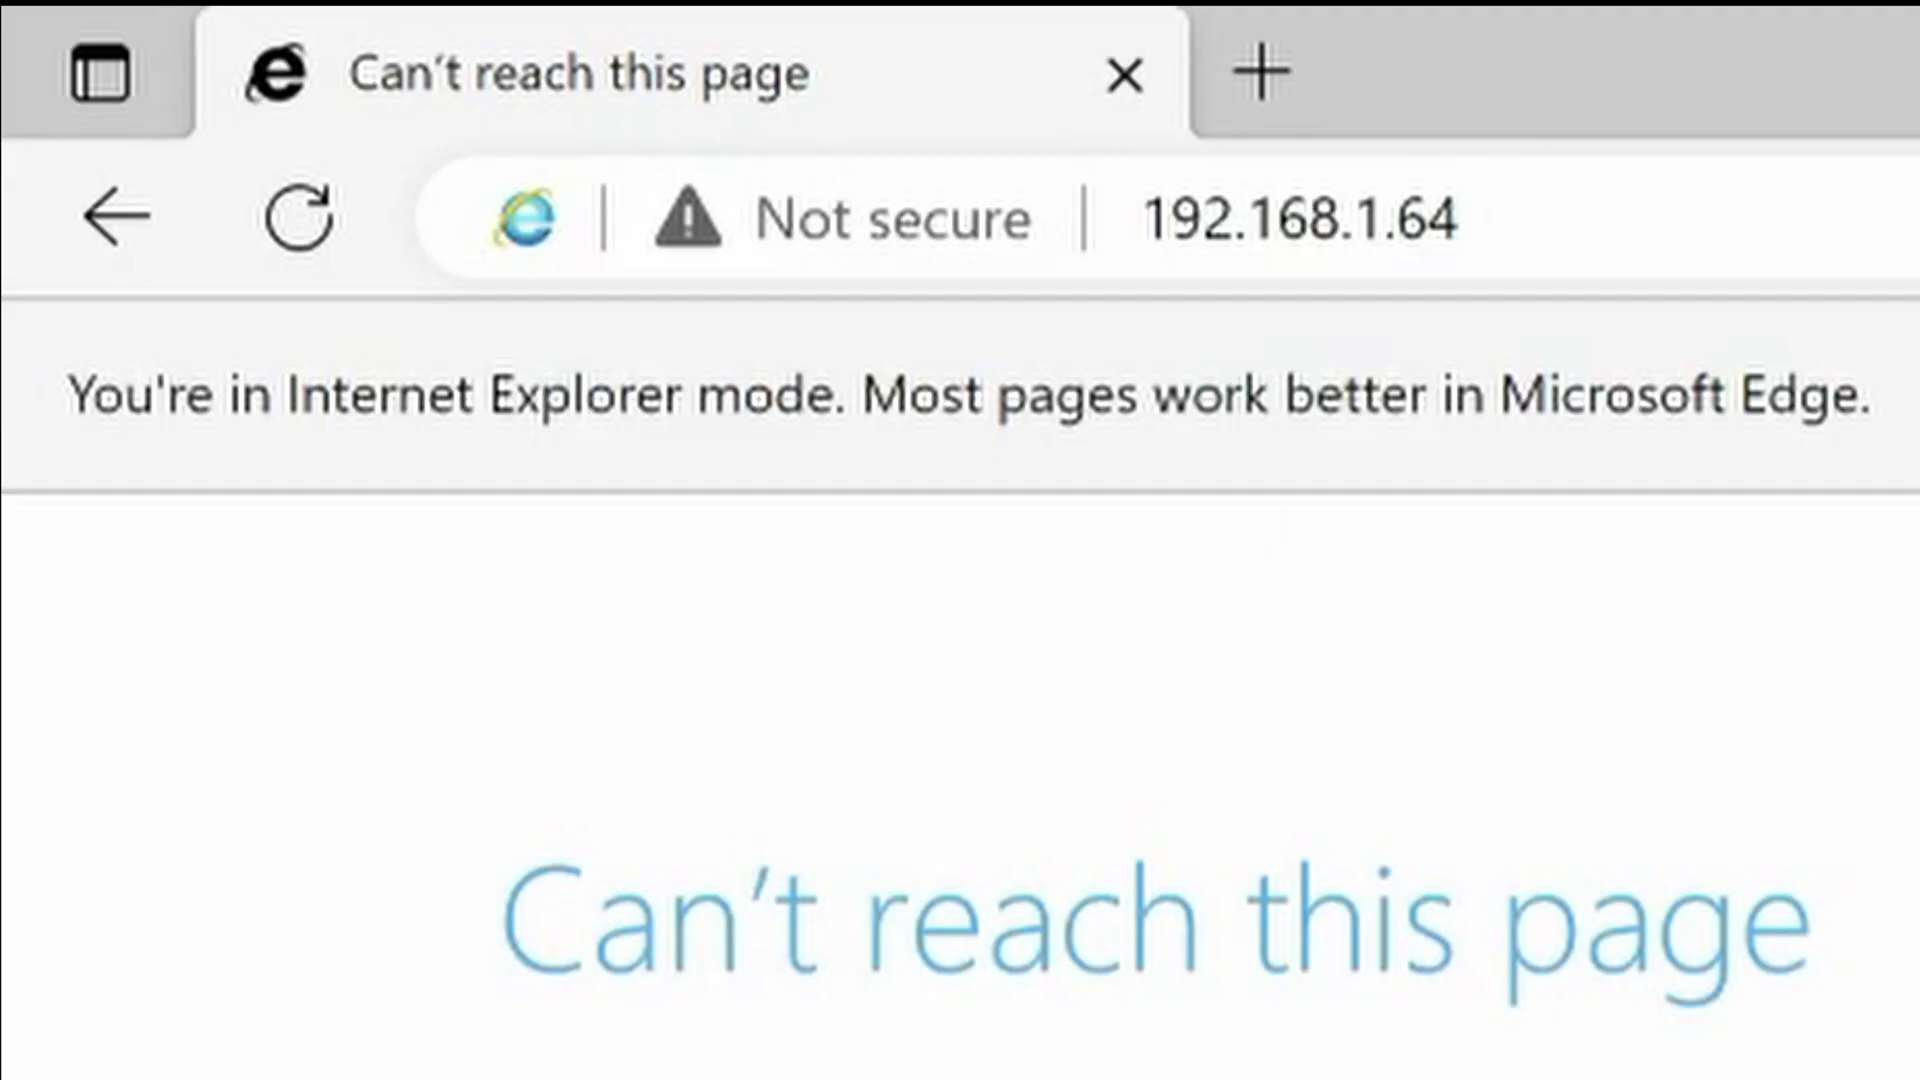 Can’t reach this page
Not secure
192.168.1.64
You're in Internet Explorer mode. Most pages work better in Microsoft Edge.
Can’t reach this page